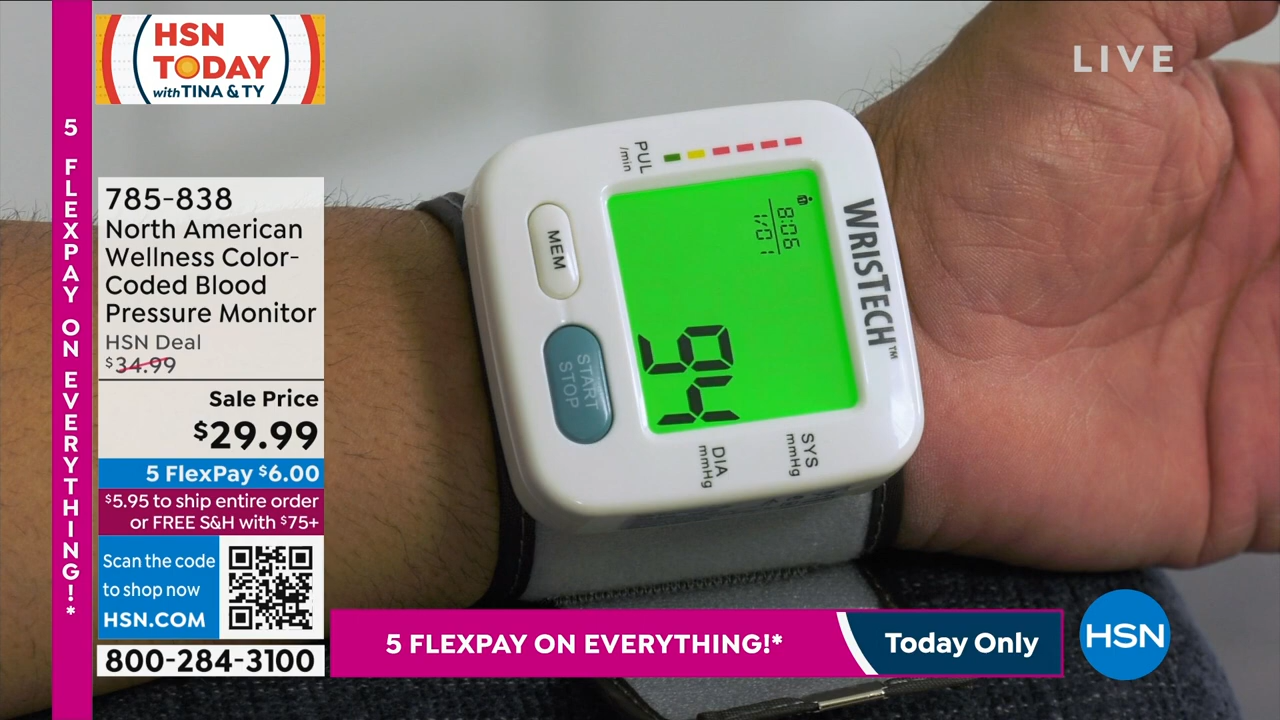 HSN
TODAY
with TINA & TY
LIVE
5 FLEXPAY ON EVERYTHING!*
785-838
North American
Wellness Color-
Coded Blood
Pressure Monitor
HSN Deal
$34.99
Sale Price
$29.99
5 FlexPay $6.00
$5.95 to ship entire order
or FREE S&H with $75+
Scan the code
to shop now
HSN.COM
800-284-3100
PUL
/min
MEM
START
STOP
8:06
1/01
WRISTECH™
SYS
mmHg
DIA
mmHg
5 FLEXPAY ON EVERYTHING!*
Today Only
HSN